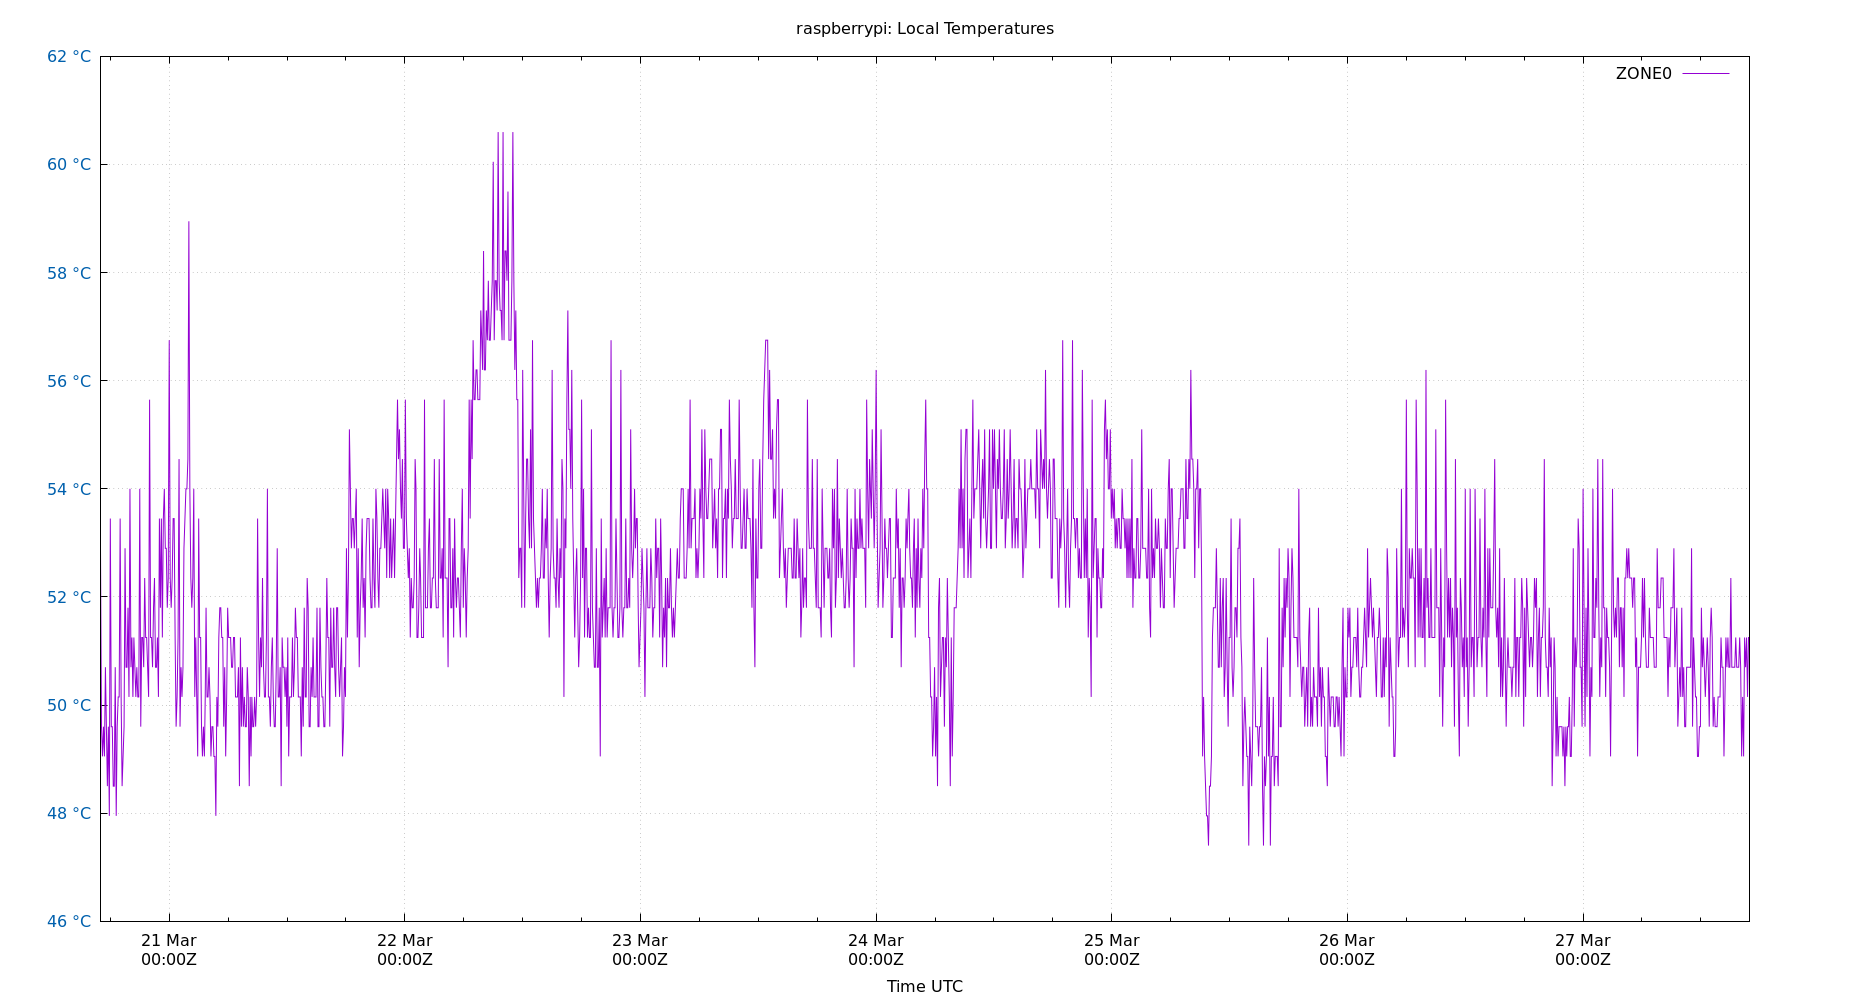 raspberrypi: Local Temperatures
62 °C
ZONE0
60 °C
58 °C
56 °C
54 °C
52 °C
50 °C
48 °C
46 °C
21 Mar 22 Mar 23 Mar 24 Mar 25 Mar 26 Mar 27 Mar
00:00Z 00:00Z 00:00Z 00:00Z 00:00Z 00:00Z 00:00Z
Time UTC